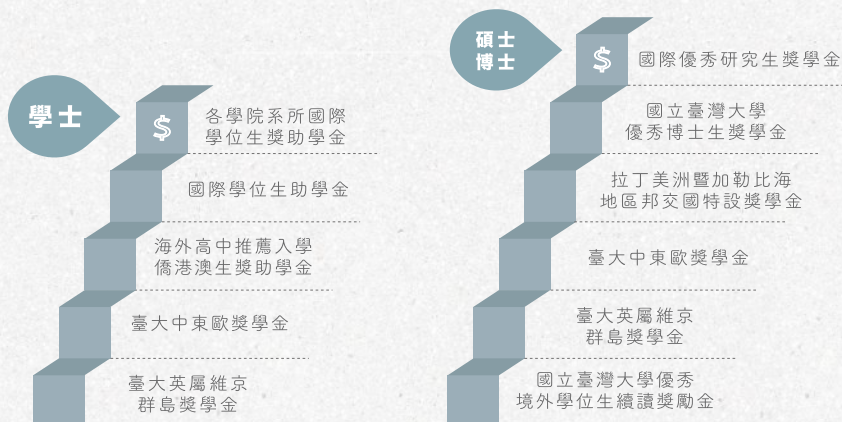 學士
$
各學院系所國際
學位生獎助學金
國際學位生助學金
海外高中推薦入學
僑港澳生獎助學金
臺大中東歐獎學金
臺大英屬維京
群島獎學金
碩士
博士
$
國際優秀研究生獎學金
國立臺灣大學
優秀博士生獎學金
拉丁美洲暨加勒比海
地區邦交國特設獎學金
臺大中東歐獎學金
臺大英屬維京
群島獎學金
國立臺灣大學優秀
境外學位生續讀獎勵金